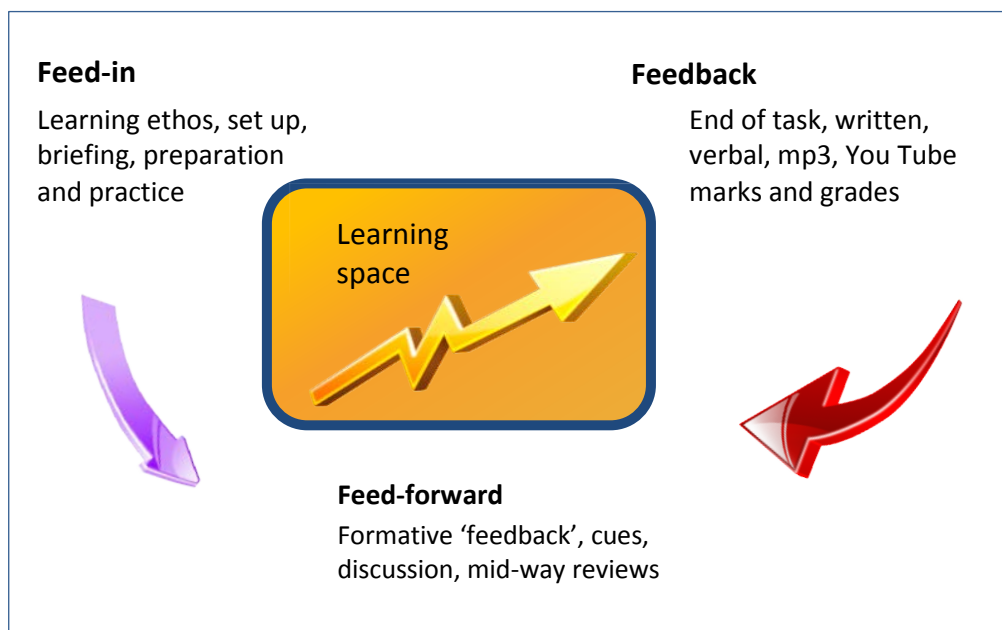 Feed-in
Learning ethos, set up,
briefing, preparation
and practice
Feedback
End of task, written,
verbal, mp3, You Tube
marks and grades
Learning
space
Feed-forward
Formative ‘feedback’, cues,
discussion, mid-way reviews